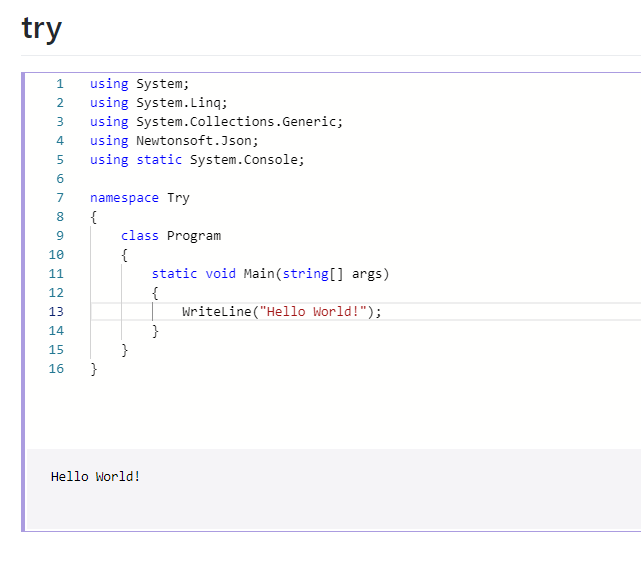 try
1 using System;
2 using System.Linq;
3 using System.Collections.Generic;
4 using Newtonsoft.Json;
5 using static System.Console;
6
7 namespace Try
8 {
9     class Program
10     {
11         static void Main(string[] args)
12         {
13             WriteLine("Hello World!");
14         }
15     }
16 }
Hello World!